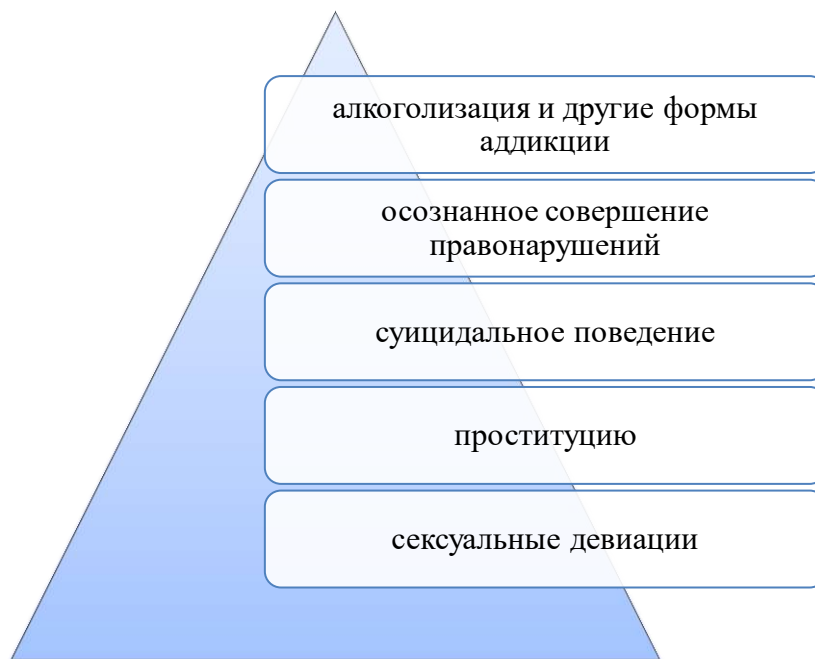 алкоголизация и другие формы
аддикции
осознанное совершение
правонарушений
суицидальное поведение
проституцию
сексуальные девиации